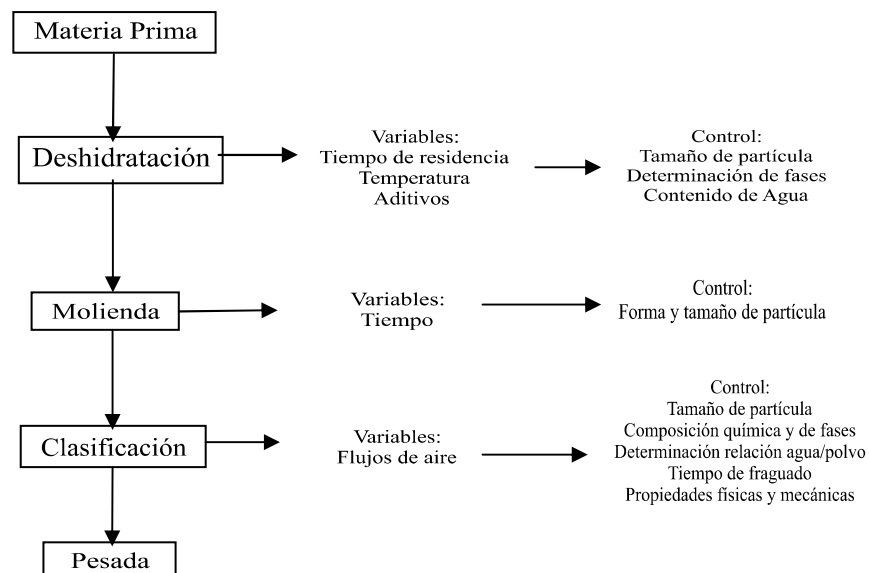 Materia Prima
Deshidratación
Variables:
Tiempo de residencia
Temperatura
Aditivos
Control:
Tamaño de partícula
Determinación de fases
Contenido de Agua
Molienda
Variables:
Tiempo
Control:
Forma y tamaño de partícula
Clasificación
Variables:
Flujos de aire
Control:
Tamaño de partícula
Composición química y de fases
Determinación relación agua/polvo
Tiempo de fraguado
Propiedades físicas y mecánicas
Pesada